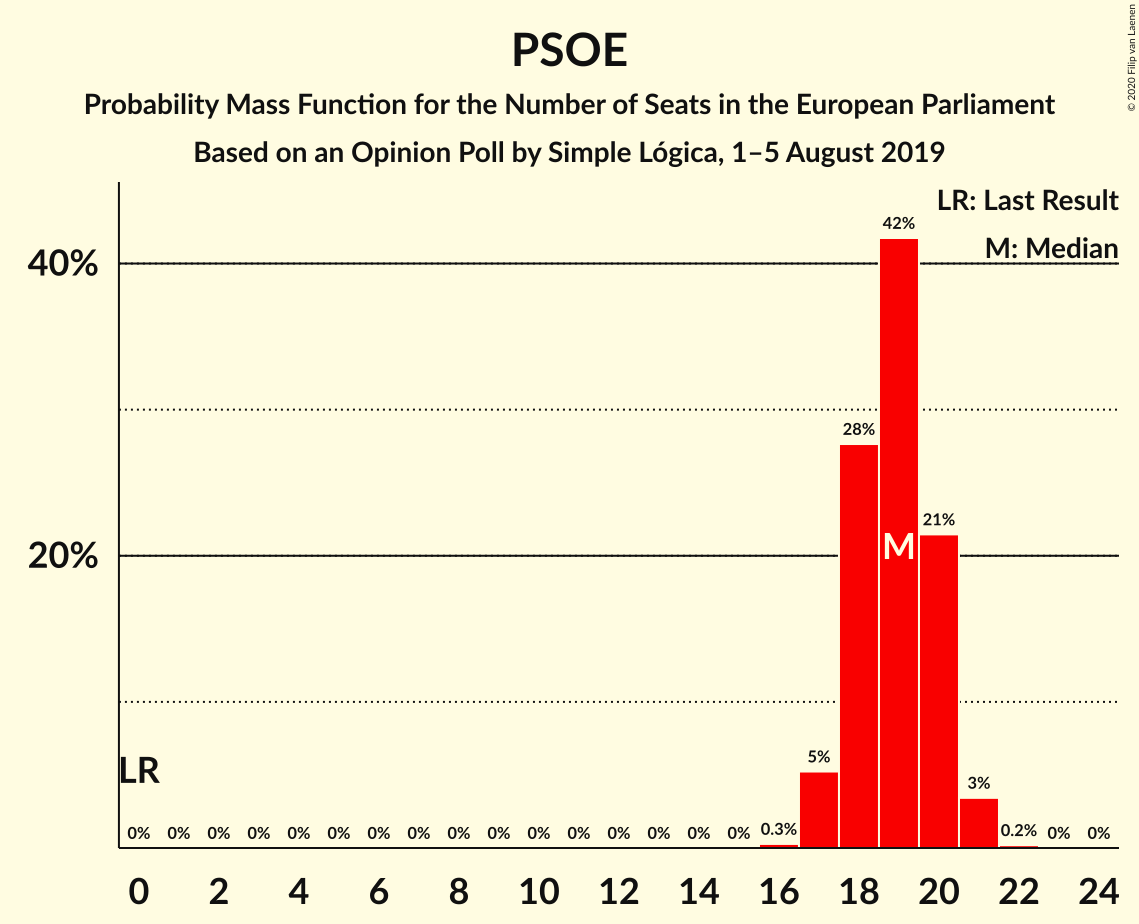 PSOE
Probability Mass Function for the Number of Seats in the European Parliament
Based on an Opinion Poll by Simple Lógica, 1–5 August 2019
© 2020 Filip van Laenen
LR: Last Result
M: Median
40%
20%
42%
28%
21%
5%
3%
0.3%
0.2%
M
LR
0% 0% 0% 0% 0% 0% 0% 0% 0% 0% 0% 0% 0% 0% 0% 0% 0% 0%
0 2 4 6 8 10 12 14 16 18 20 22 24